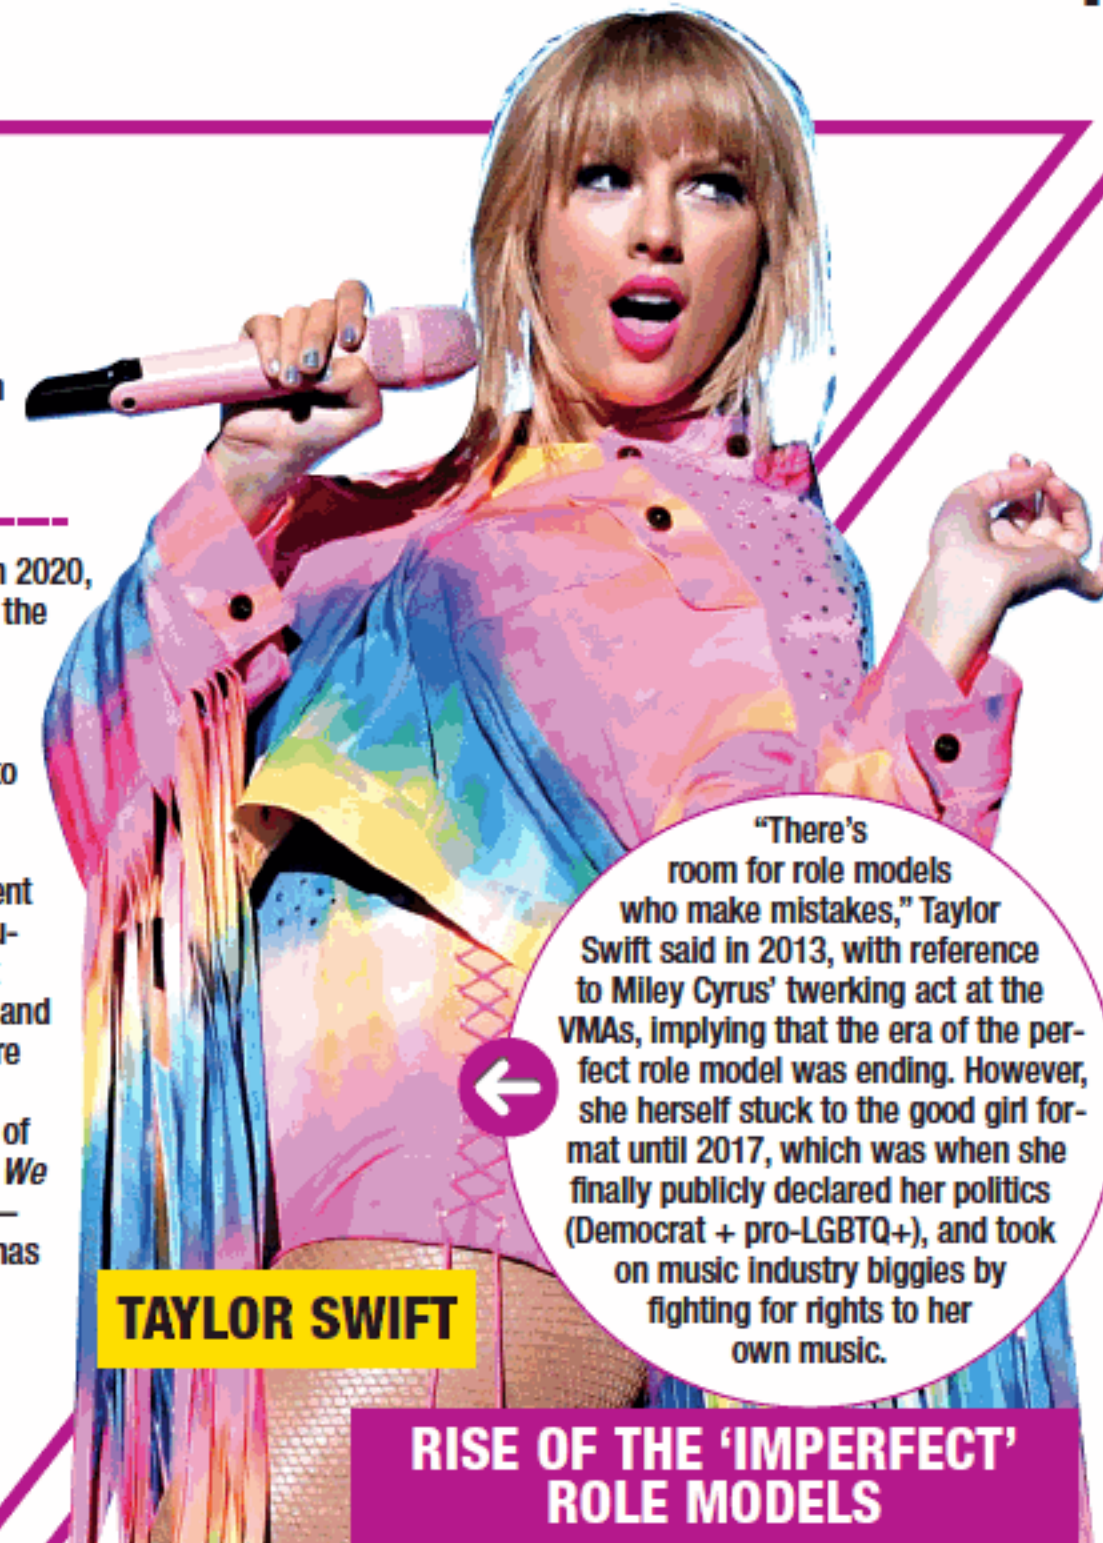 2020,
the
and
of
We
"There's
room for role models
who make mistakes," Taylor
Swift said in 2013, with reference
to Miley Cyrus' twerking act at the
VMAs, implying that the era of the per-
fect role model was ending. However,
she herself stuck to the good girl for-
mat until 2017, which was when she
finally publicly declared her politics
(Democrat + pro-LGBTQ+), and took
on music industry biggies by
fighting for rights to her
own music.
TAYLOR SWIFT
RISE OF THE 'IMPERFECT'
ROLE MODELS